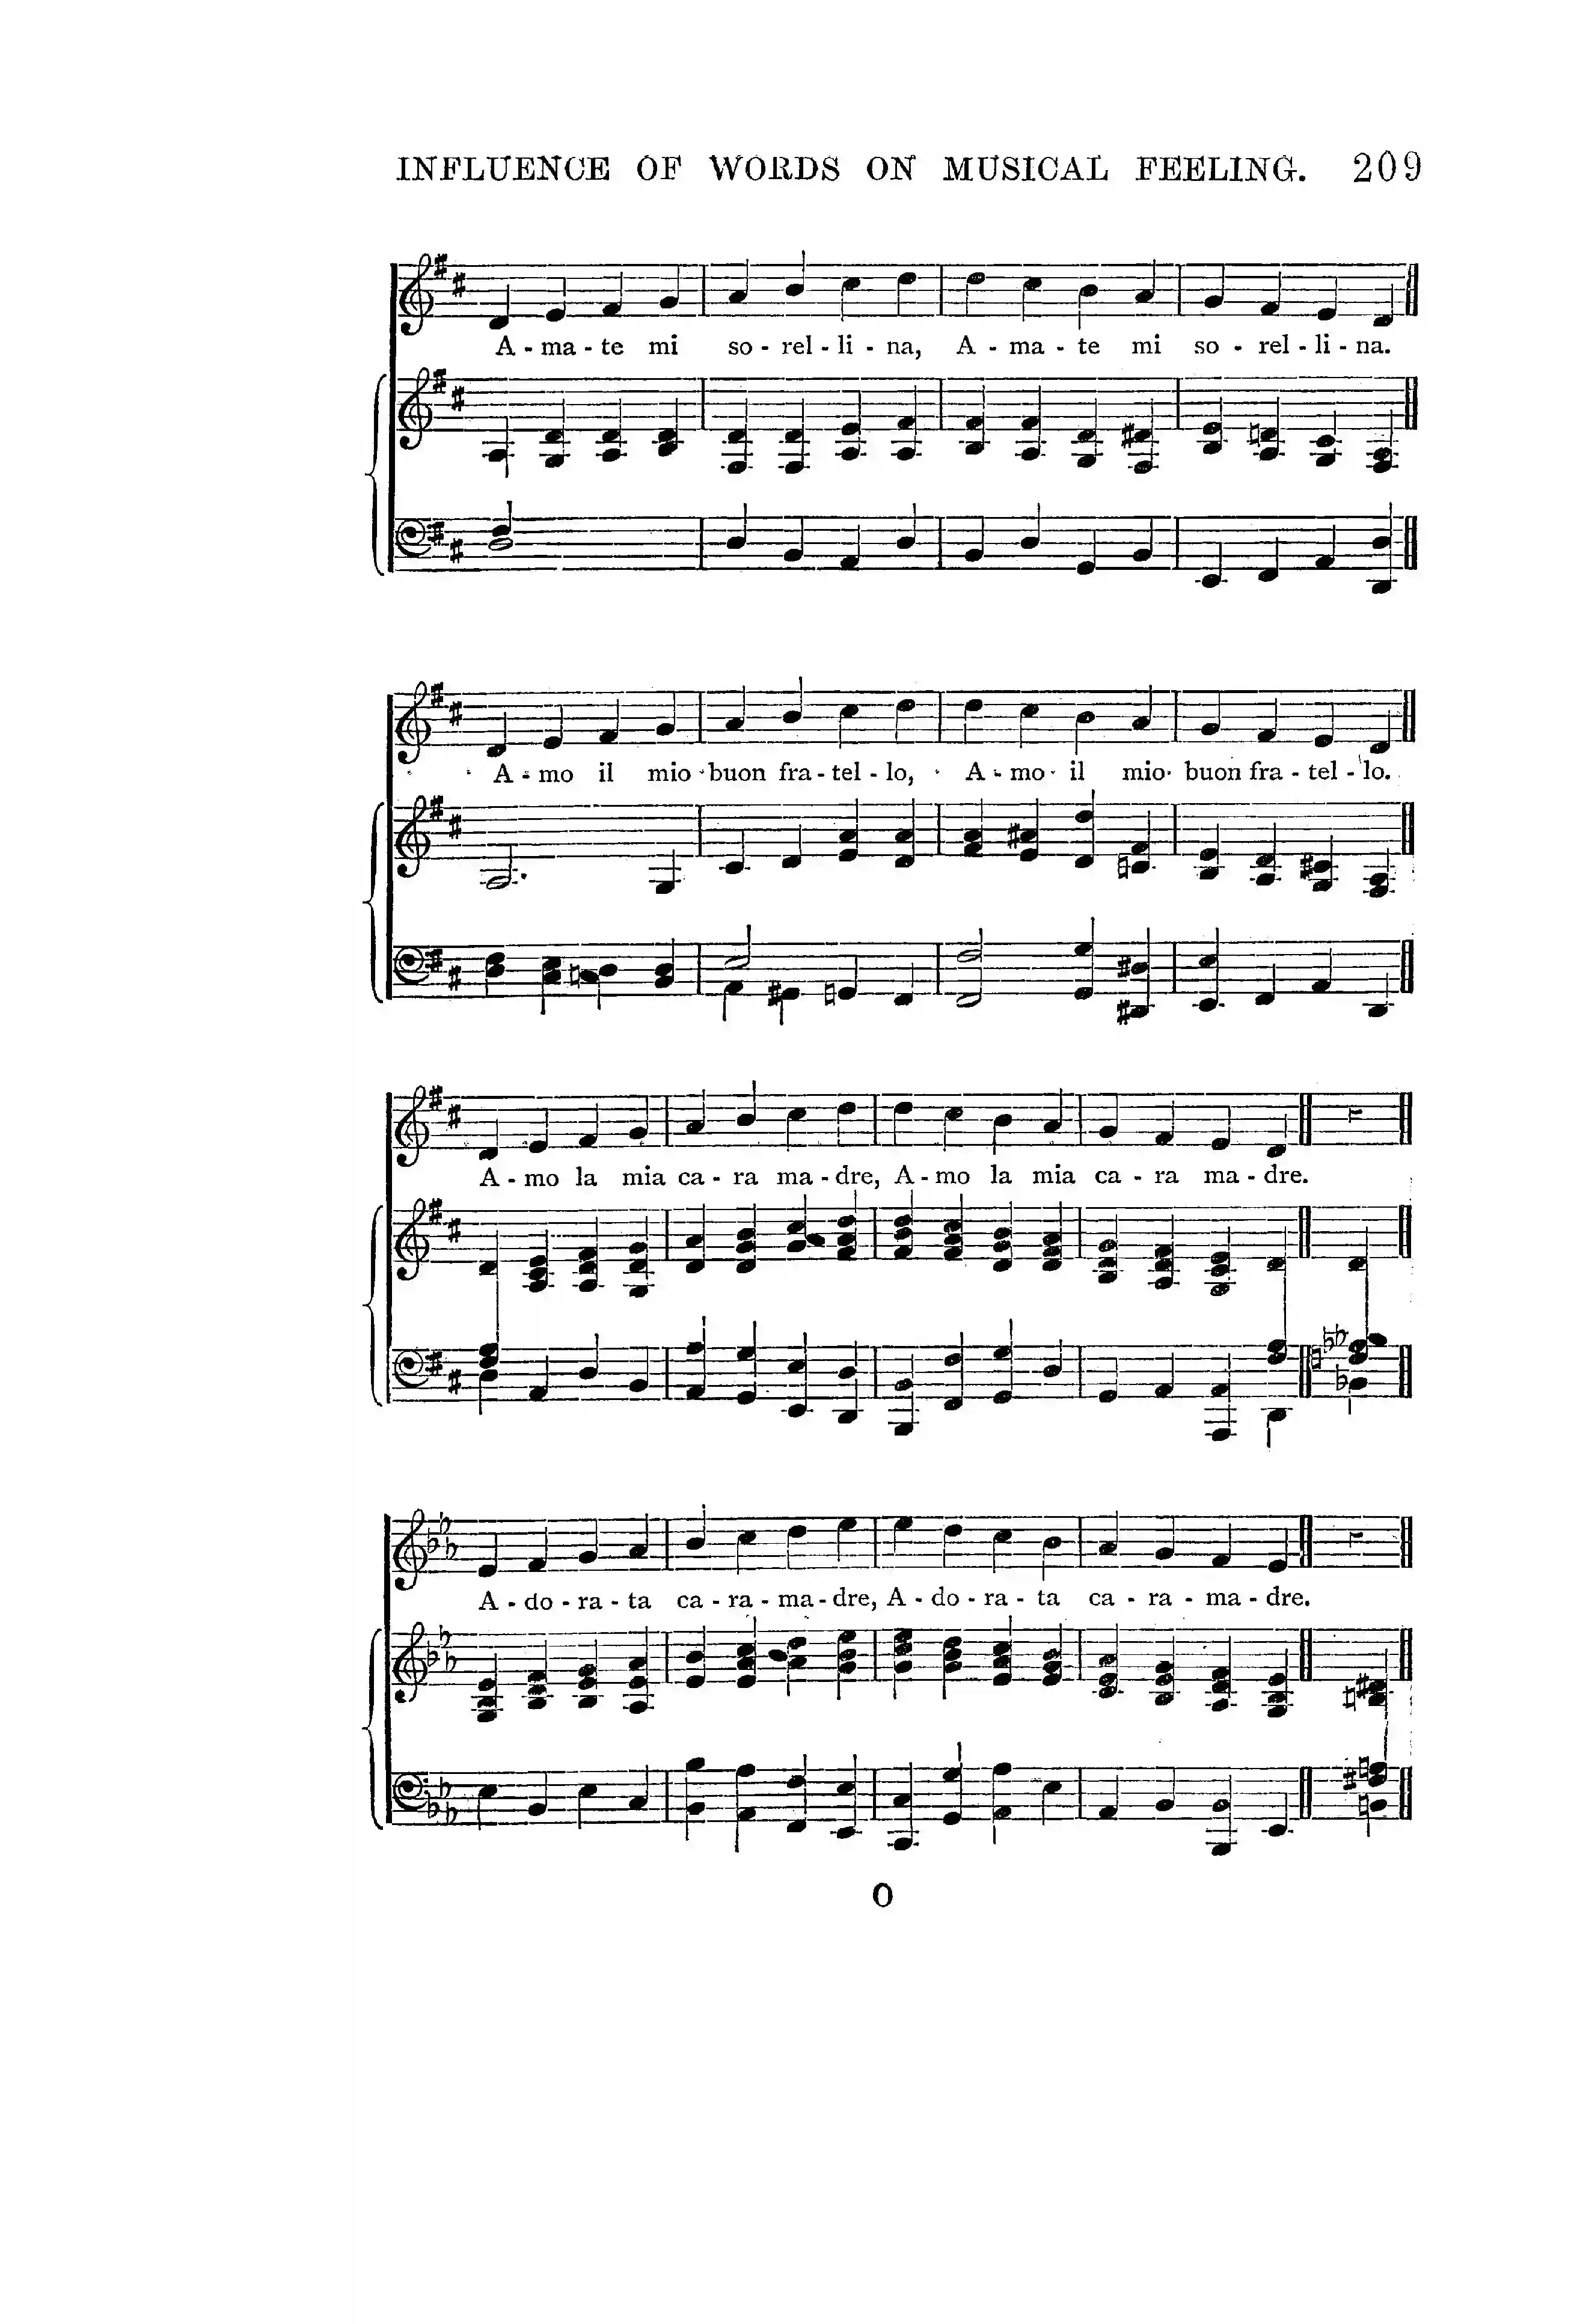 INFLUENCE OF WORDS ON MUSICAL FEELING. 209
A - ma - te mi so - rel - li - na, A - ma - te mi so - rel - li - na.
A - mo il mio buon fra - tel - lo, A - mo il mio buon fra - tel - lo.
A - mo la mia ca - ra ma - dre, A - mo la mia ca - ra ma - dre.
A - do - ra - ta ca - ra - ma - dre, A - do - ra - ta ca - ra - ma - dre.
O